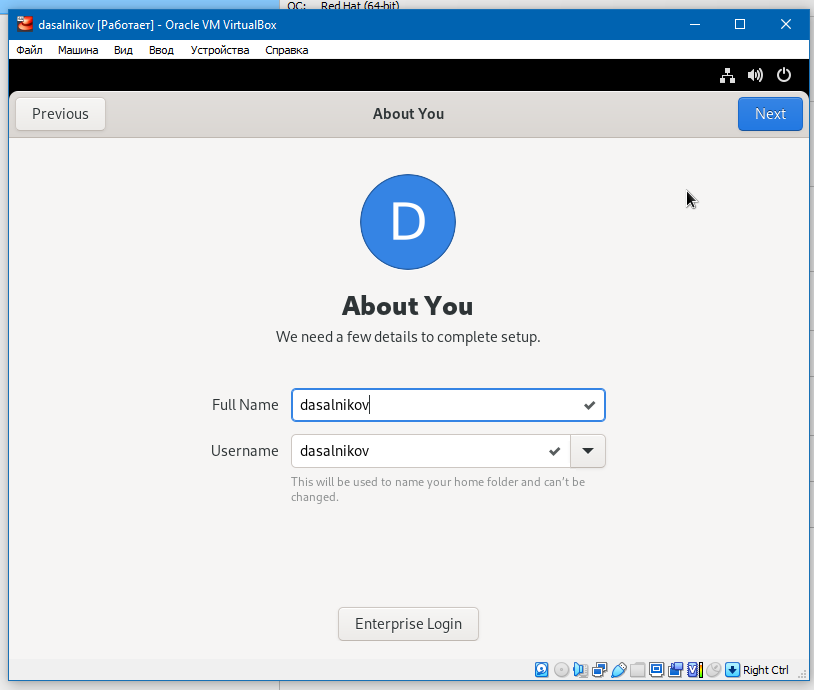 ОС: Red Hat (64-bit)
dasalnikov [Работает] - Oracle VM VirtualBox
Файл Машина Вид Ввод Устройства Справка
Previous About You Next
D
About You
We need a few details to complete setup.
Full Name dasalnikov
Username dasalnikov
This will be used to name your home folder and can't be
changed.
Enterprise Login
Right Ctrl